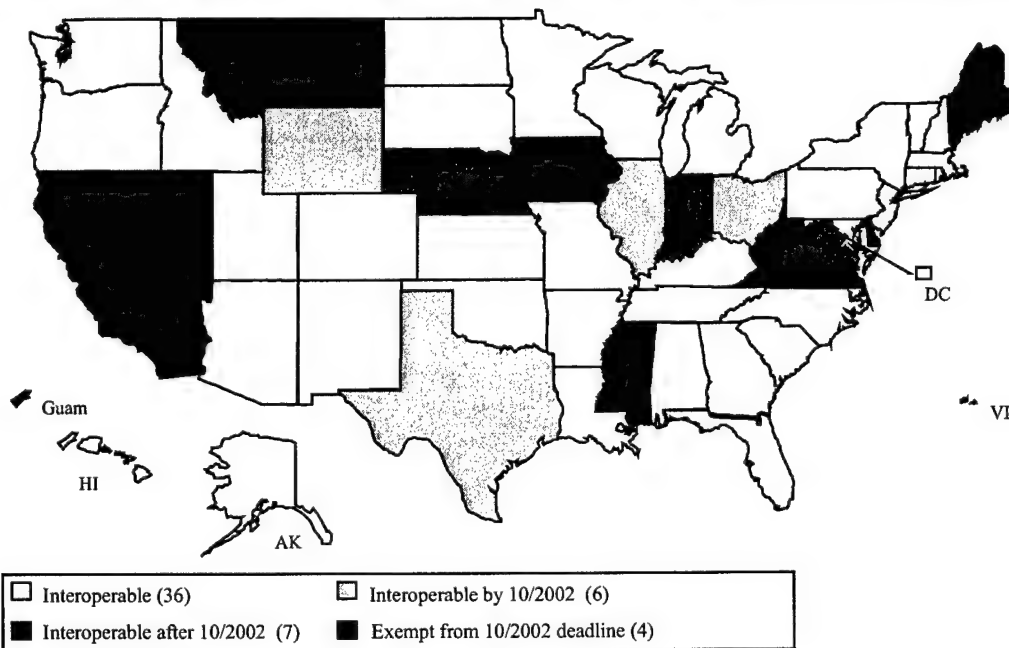 DC
Guam
VI
HI
AK
Interoperable (36)
Interoperable by 10/2002 (6)
Interoperable after 10/2002 (7)
Exempt from 10/2002 deadline (4)